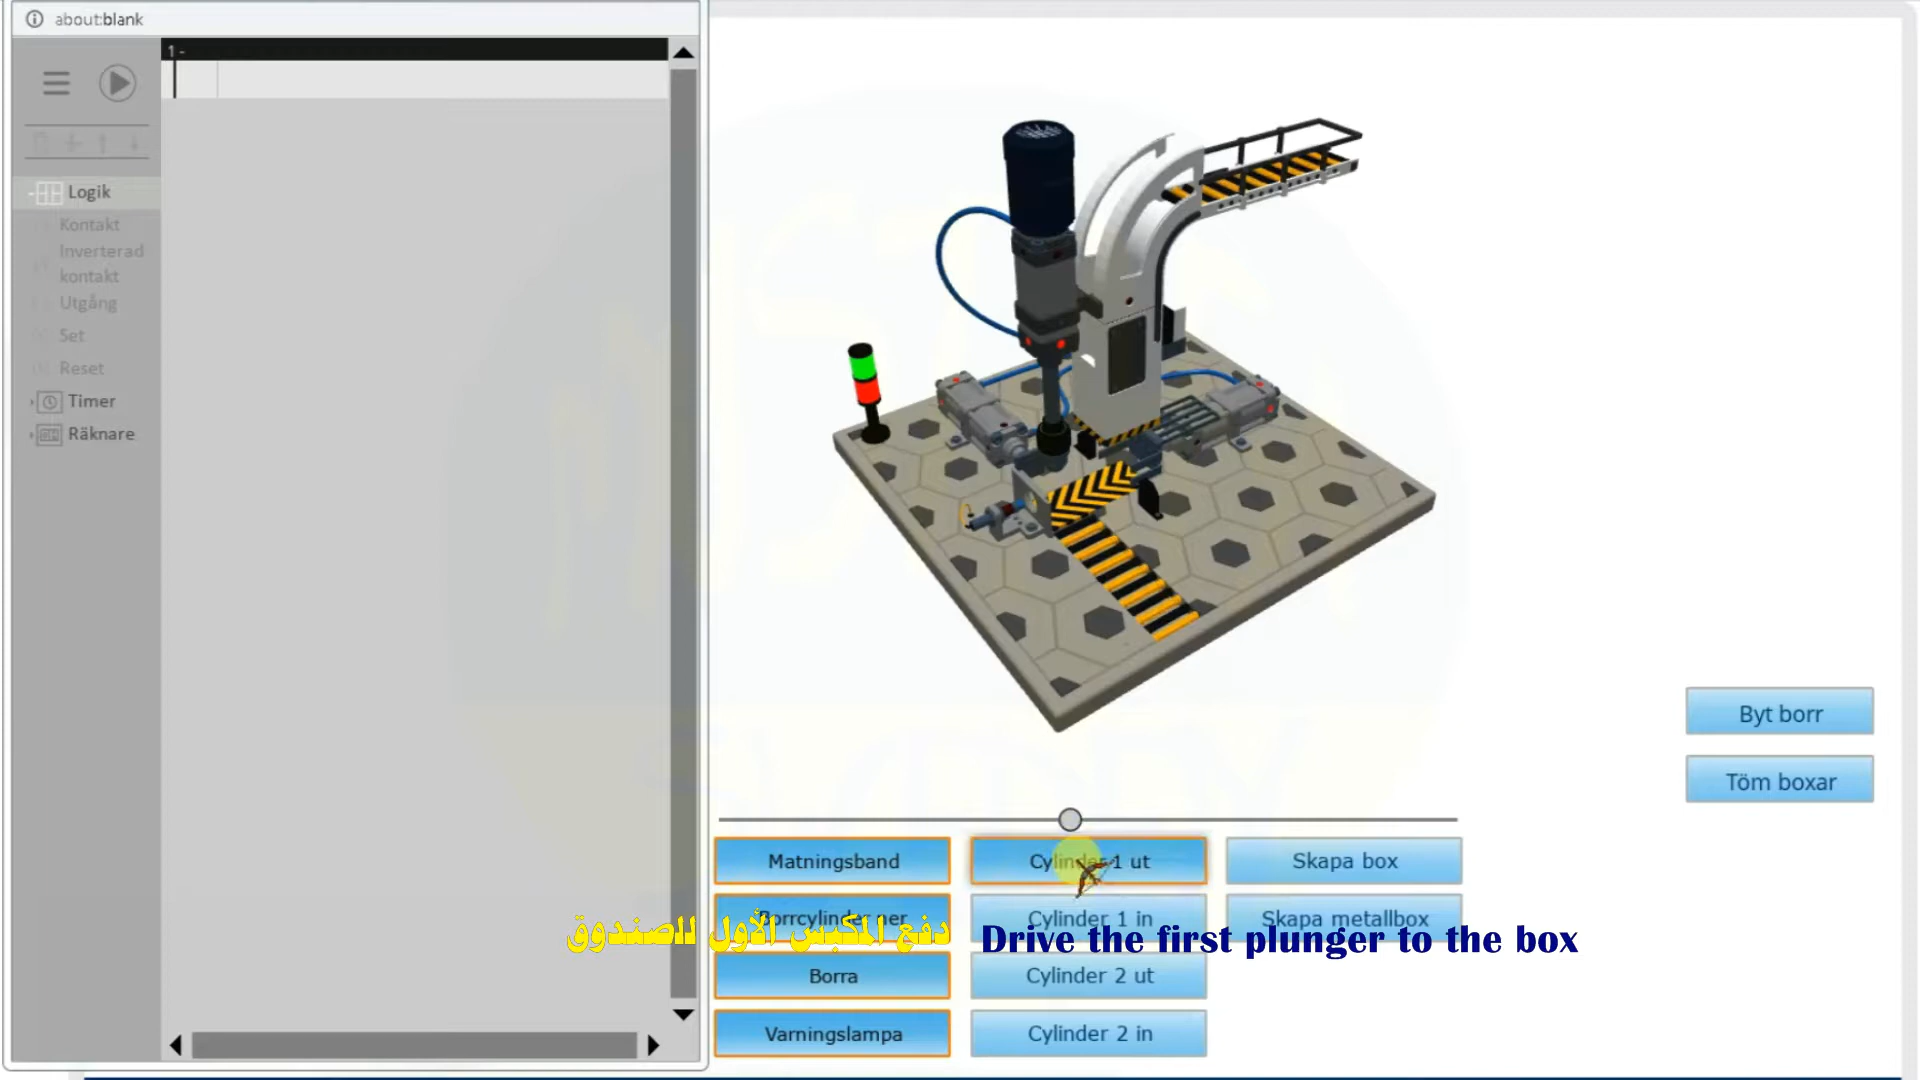 about:blank
1 -
Logik
Kontakt
Inverterad
kontakt
Utgång
Set
Reset
Timer
Räknare
Byt borr
Töm boxar
Matningsband
Cylinder 1 ut
Skapa box
Borrcylinder ner
Cylinder 1 in
Skapa metallbox
دفع المكبس الأول للصندوق
Drive the first plunger to the box
Borra
Cylinder 2 ut
Varningslampa
Cylinder 2 in